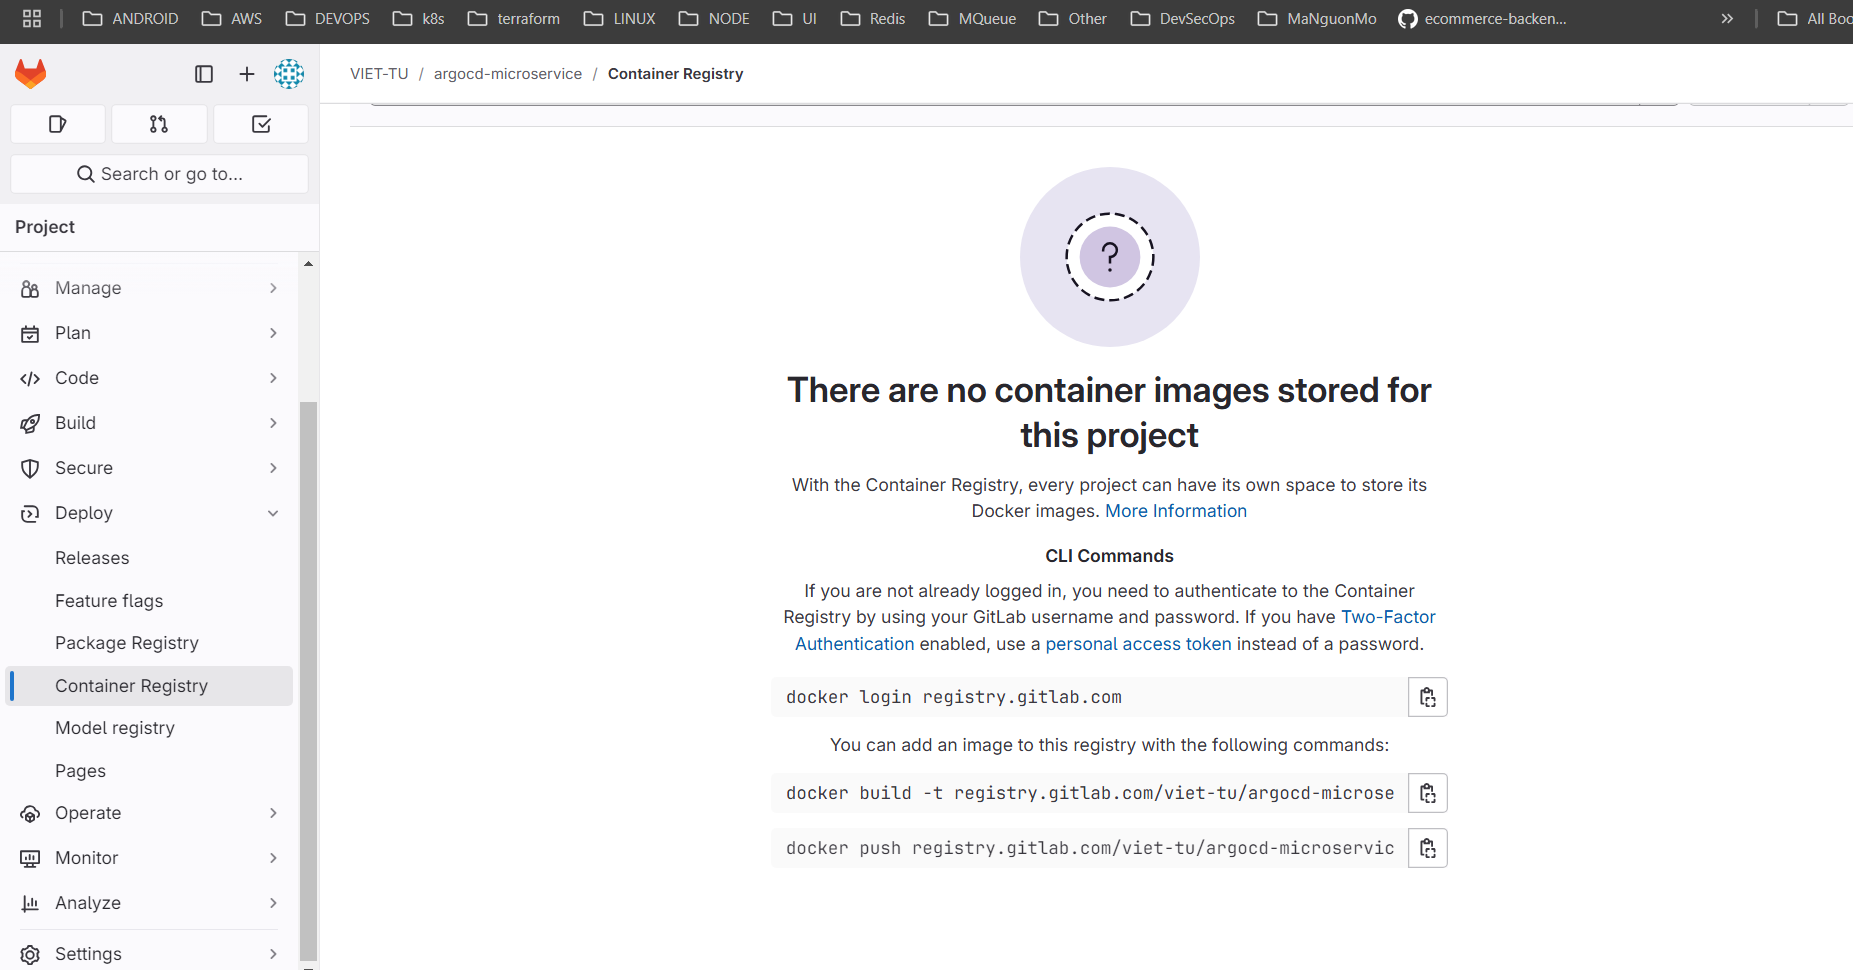 ANDROID AWS DEVOPS k8s terraform LINUX NODE UI Redis MQueue Other DevSecOps MaNguonMo ecommerce-backen... » All Boo
VIET-TU / argocd-microservice / Container Registry
Search or go to...
Project
Manage
Plan
Code
Build
Secure
Deploy
Releases
Feature flags
Package Registry
Container Registry
Model registry
Pages
Operate
Monitor
Analyze
Settings
?
There are no container images stored for
this project
With the Container Registry, every project can have its own space to store its
Docker images. More Information
CLI Commands
If you are not already logged in, you need to authenticate to the Container
Registry by using your GitLab username and password. If you have Two-Factor
Authentication enabled, use a personal access token instead of a password.
docker login registry.gitlab.com
You can add an image to this registry with the following commands:
docker build -t registry.gitlab.com/viet-tu/argocd-microse
docker push registry.gitlab.com/viet-tu/argocd-microservic